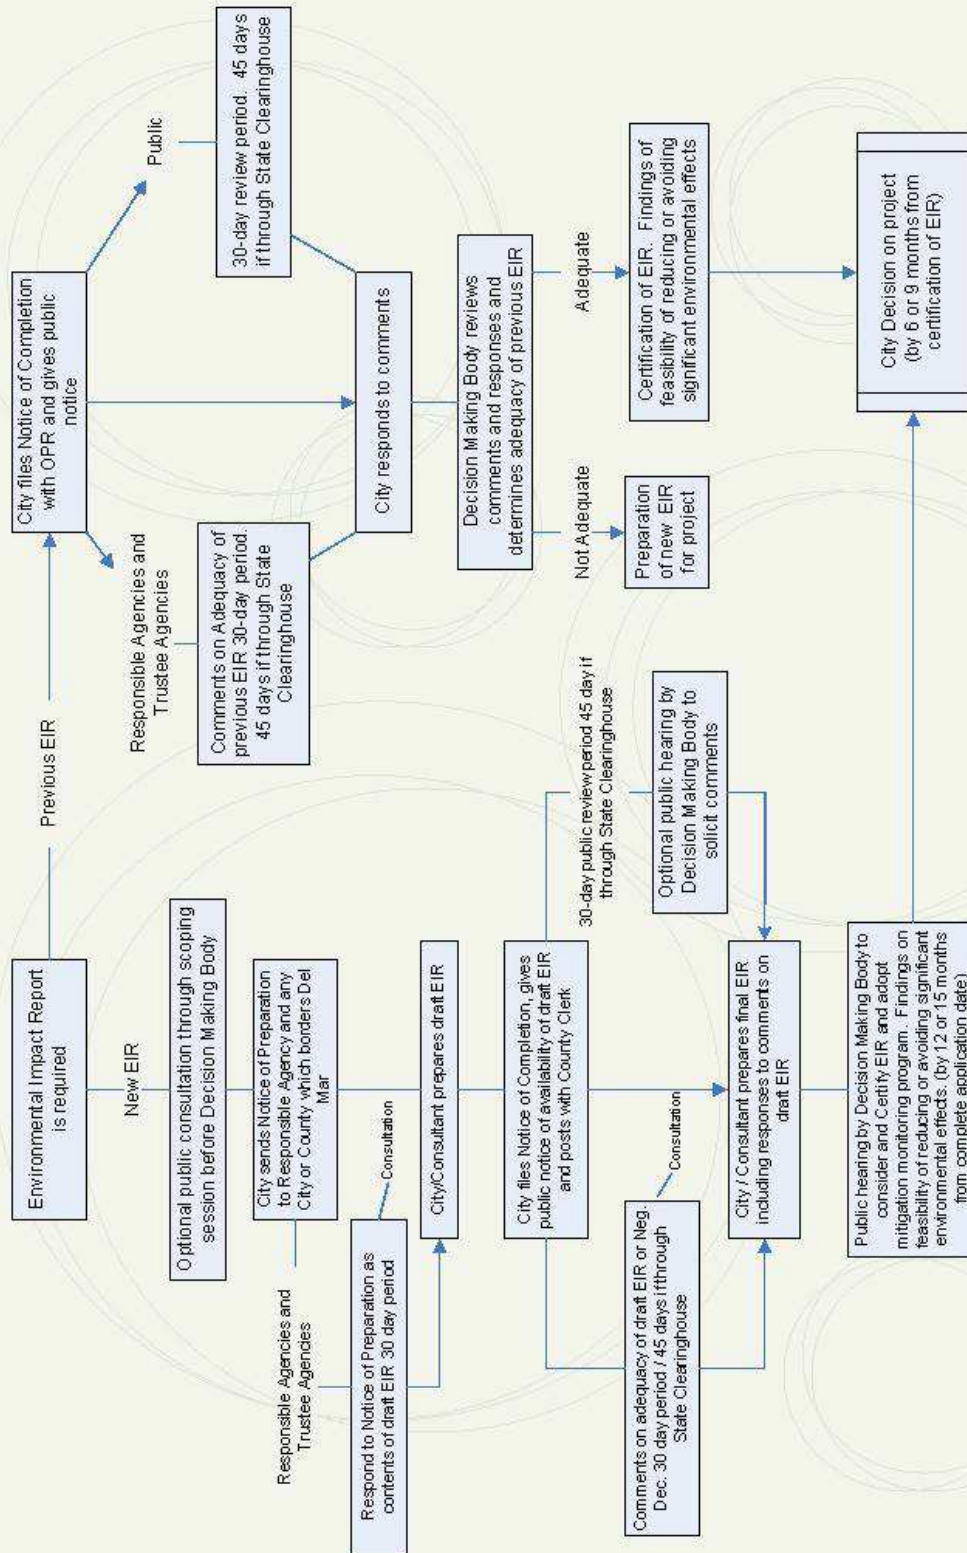 Environmental Impact Report
is required
New EIR
Previous EIR
Optional public consultation through scoping
session before Decision Making Body
City sends Notice of Preparation
to Responsible Agency and any
City or County which borders Del
Mar
Responsible Agencies and
Trustee Agencies
Respond to Notice of Preparation as
contents of draft EIR 30 day period
Consultation
City/Consultant prepares draft EIR
City files Notice of Completion, gives
public notice of availability of draft EIR
and posts with County Clerk
30-day public review period 45 day if
through State Clearinghouse
Optional public hearing by
Decision Making Body to
solicit comments
Comments on adequacy of draft EIR or Neg.
Dec. 30 day period / 45 days if through
State Clearinghouse
Consultation
City / Consultant prepares final EIR
including responses to comments on
draft EIR
Public hearing by Decision Making Body to
consider and Certify EIR and adopt
mitigation monitoring program. Findings on
feasibility of reducing or avoiding significant
environmental effects. (by 12 or 15 months
from complete application date)
City files Notice of Completion
with OPR and gives public
notice
Responsible Agencies and
Trustee Agencies
Public
Comments on Adequacy of
previous EIR 30-day period.
45 days if through State
Clearinghouse
30-day review period. 45 days
if through State Clearinghouse
City responds to comments
Decision Making Body reviews
comments and responses and
determines adequacy of previous EIR
Not Adequate
Adequate
Preparation
of new EIR
for project
Certification of EIR. Findings of
feasibility of reducing or avoiding
significant environmental effects
City Decision on project
(by 6 or 9 months from
certification of EIR)